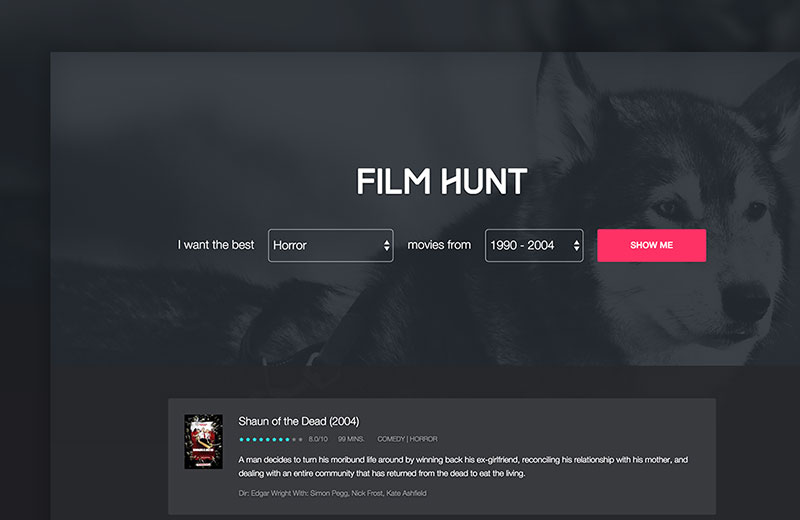 FILM HUNT
I want the best Horror movies from 1990 - 2004 SHOW ME
Shaun of the Dead (2004)
8.0/10 99 MINS. COMEDY | HORROR
A man decides to turn his moribund life around by winning back his ex-girlfriend, reconciling his relationship with his mother, and
dealing with an entire community that has returned from the dead to eat the living.
Dir: Edgar Wright With: Simon Pegg, Nick Frost, Kate Ashfield